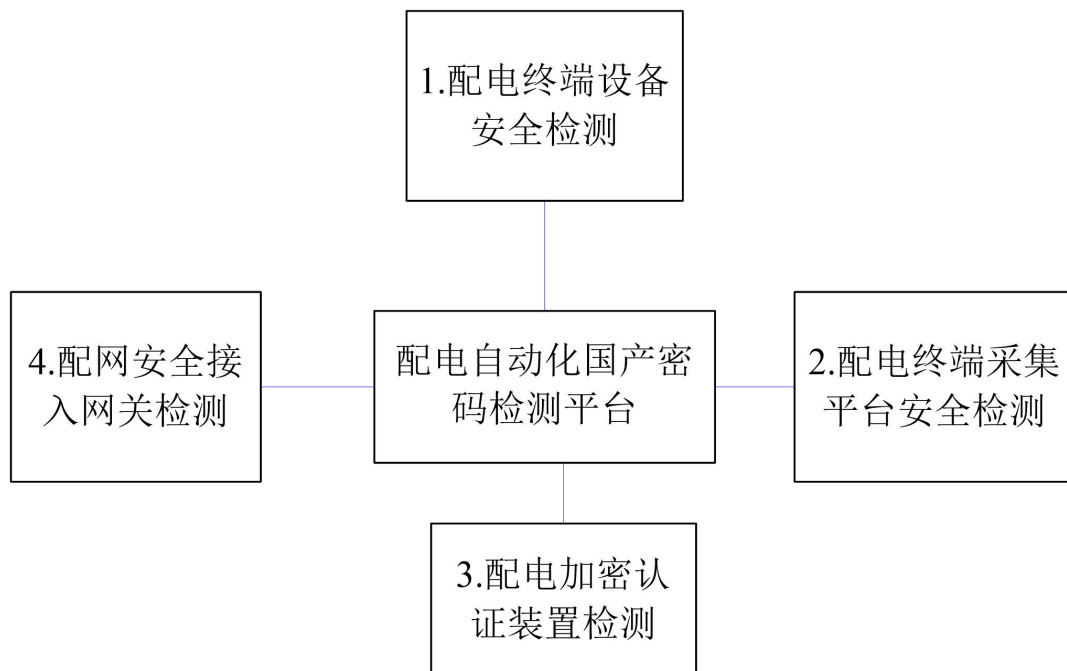 1.配电终端设备
安全检测
4.配网安全接
入网关检测
配电自动化国产密
码检测平台
2.配电终端采集
平台安全检测
3.配电加密认
证装置检测